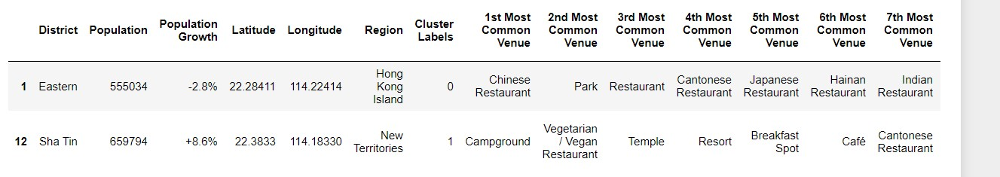 District Population Population Growth Latitude Longitude Region Cluster Labels 1st Most Common Venue 2nd Most Common Venue 3rd Most Common Venue 4th Most Common Venue 5th Most Common Venue 6th Most Common Venue 7th Most Common Venue
1 Eastern 555034 -2.8% 22.28411 114.22414 Hong Kong Island 0 Chinese Restaurant Park Restaurant Cantonese Restaurant Japanese Restaurant Hainan Restaurant Indian Restaurant
12 Sha Tin 659794 +8.6% 22.3833 114.18330 New Territories 1 Campground Vegetarian / Vegan Restaurant Temple Resort Breakfast Spot Café Cantonese Restaurant